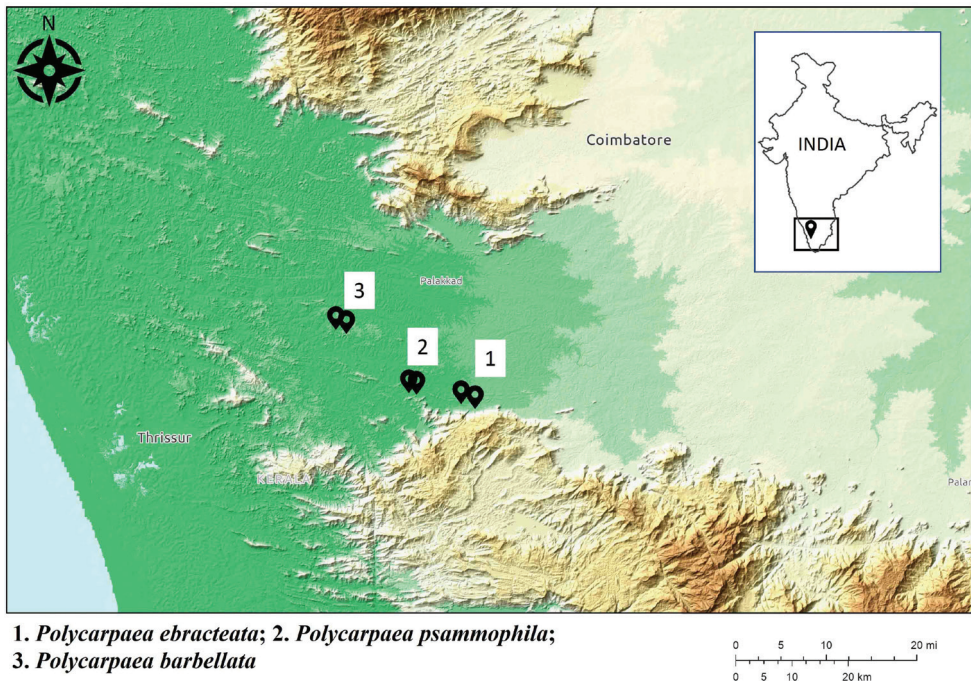 N
Coimbatore
INDIA
Palakkad
3
2
1
Thrissur
KERALA
Palan
1. Polycarpaea ebracteata; 2. Polycarpaea psammophila;
3. Polycarpaea barbellata
0 5 10 20 mi
0 5 10 20 km